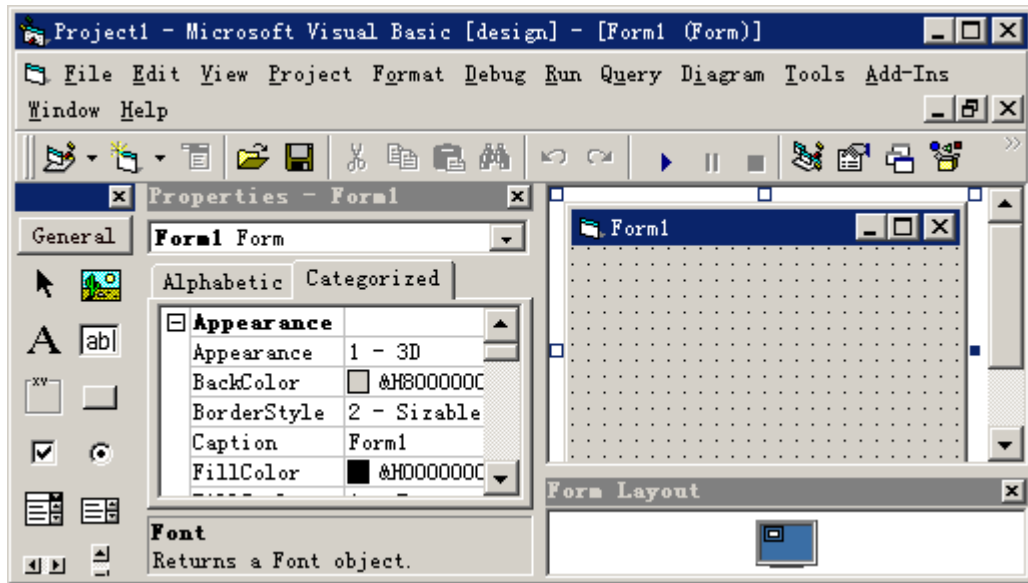 Project1 - Microsoft Visual Basic [design] - [Form1 (Form)]
File Edit View Project Format Debug Run Query Diagram Tools Add-Ins
Window Help
Properties - Form1
General
Form1 Form
Alphabetic Categorized
Appearance
Appearance 1 - 3D
BackColor &H8000000
BorderStyle 2 - Sizable
Caption Form1
FillColor &H0000000
Font
Returns a Font object.
A
ab
XY
Form1
Form Layout